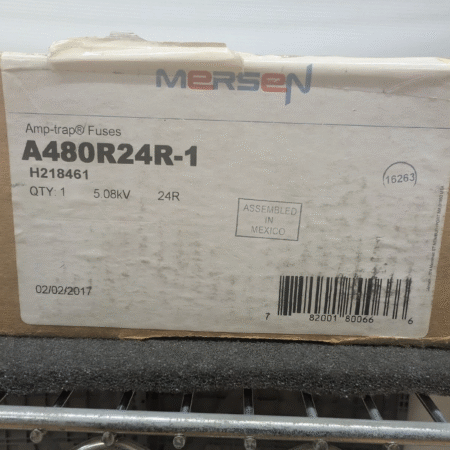 MERSEN
Amp-trap® Fuses
A480R24R-1
H218461
QTY: 1 5.08kV 24R
16263
ASSEMBLED
IN
MEXICO
02/02/2017
7 82001 80066 6